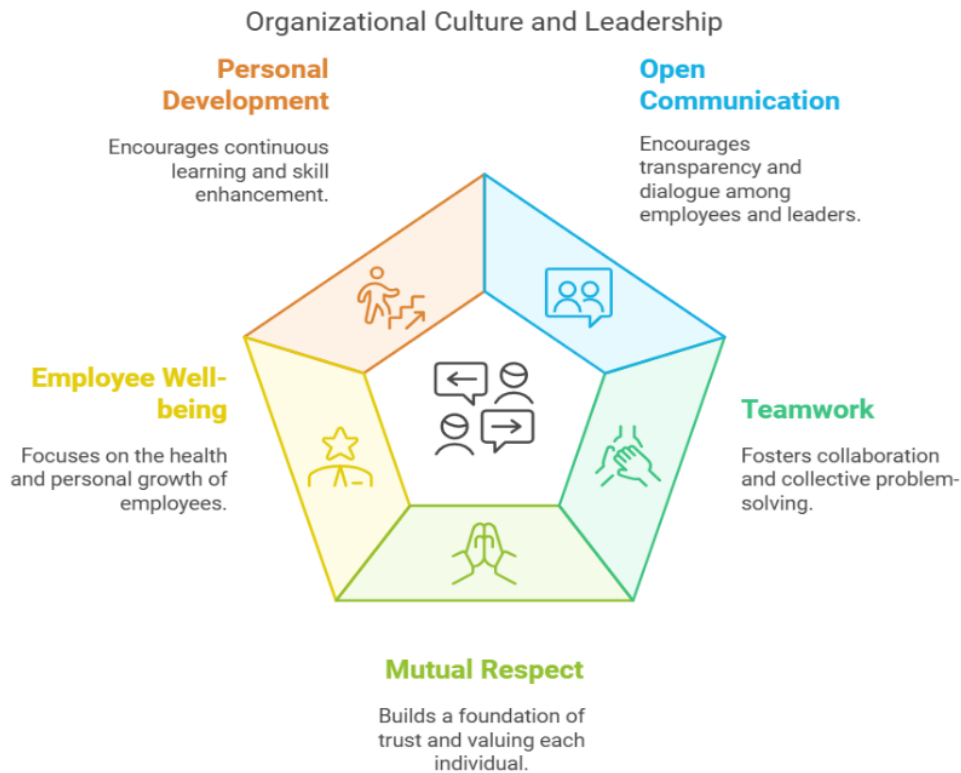 Organizational Culture and Leadership
Personal
Development
Encourages continuous
learning and skill
enhancement.
Open
Communication
Encourages
transparency and
dialogue among
employees and leaders.
Employee Well-
being
Focuses on the health
and personal growth of
employees.
Teamwork
Fosters collaboration
and collective problem-
solving.
Mutual Respect
Builds a foundation of
trust and valuing each
individual.